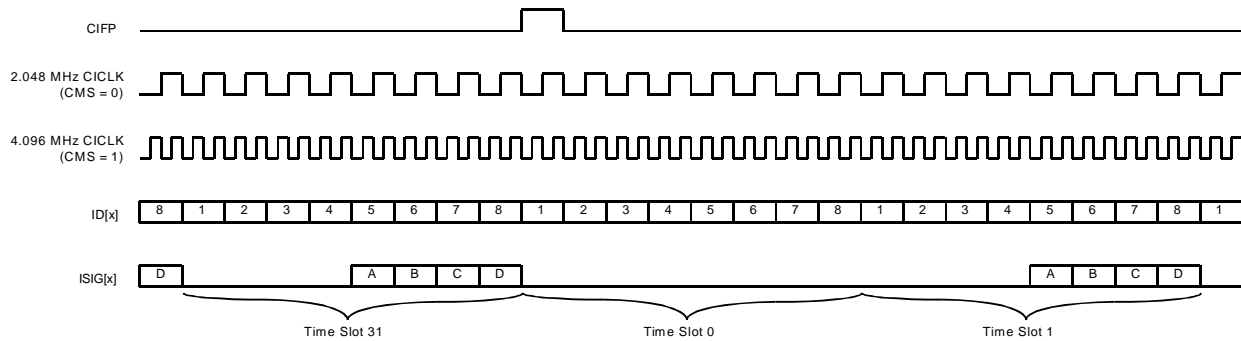 CIFP
2.048 MHz CICLK
(CMS = 0)
4.096 MHz CICLK
(CMS = 1)
ID[x] 8 1 2 3 4 5 6 7 8 1 2 3 4 5 6 7 8 1 2 3 4 5 6 7 8 1
ISIG[x] D A B C D A B C D
Time Slot 31 Time Slot 0 Time Slot 1